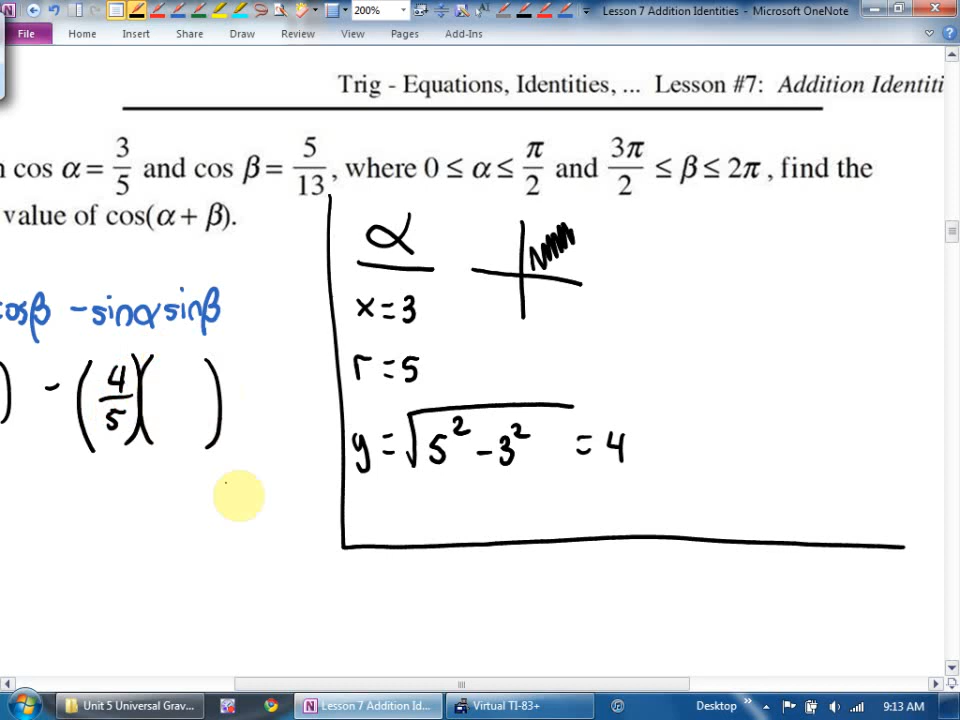 200%
Lesson 7 Addition Identities - Microsoft OneNote
File Home Insert Share Draw Review View Pages Add-Ins
Trig - Equations, Identities, ... Lesson #7: Addition Identiti
n cos α = 3/5 and cos β = 5/13, where 0 ≤ α ≤ π/2 and 3π/2 ≤ β ≤ 2π, find the
value of cos(α + β).
α
x = 3
cosβ - sinα sinβ
r = 5
) - (4/5)( )
y = √5² - 3² = 4
Unit 5 Universal Grav... Lesson 7 Addition Id... Virtual TI-83+ Desktop » 9:13 AM